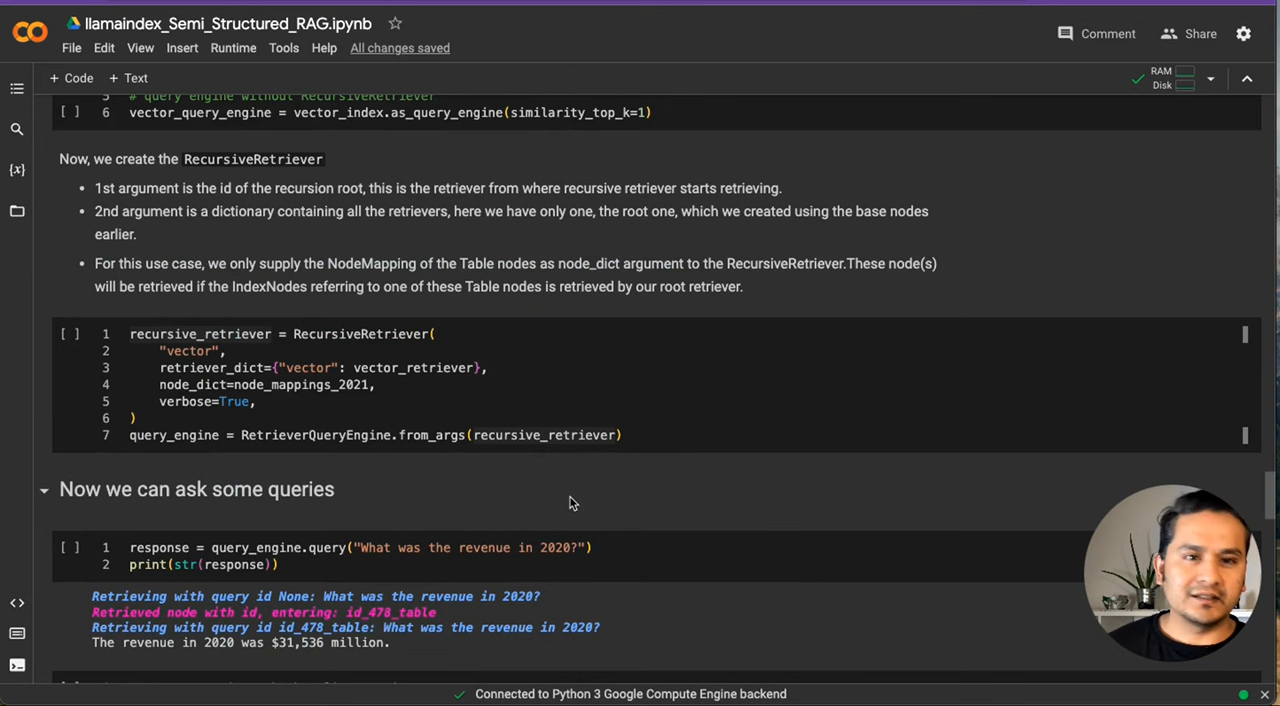 llamaindex_Semi_Structured_RAG.ipynb
File Edit View Insert Runtime Tools Help All changes saved
Comment Share
+ Code + Text
RAM
Disk
5 # query engine without RecursiveRetriever
[ ] 6 vector_query_engine = vector_index.as_query_engine(similarity_top_k=1)
Now, we create the RecursiveRetriever
• 1st argument is the id of the recursion root, this is the retriever from where recursive retriever starts retrieving.
• 2nd argument is a dictionary containing all the retrievers, here we have only one, the root one, which we created using the base nodes
earlier.
• For this use case, we only supply the NodeMapping of the Table nodes as node_dict argument to the RecursiveRetriever.These node(s)
will be retrieved if the IndexNodes referring to one of these Table nodes is retrieved by our root retriever.
[ ] 1 recursive_retriever = RecursiveRetriever(
2 "vector",
3 retriever_dict={"vector": vector_retriever},
4 node_dict=node_mappings_2021,
5 verbose=True,
6 )
7 query_engine = RetrieverQueryEngine.from_args(recursive_retriever)
Now we can ask some queries
[ ] 1 response = query_engine.query("What was the revenue in 2020?")
2 print(str(response))
Retrieving with query id None: What was the revenue in 2020?
Retrieved node with id, entering: id_478_table
Retrieving with query id id_478_table: What was the revenue in 2020?
The revenue in 2020 was $31,536 million.
Connected to Python 3 Google Compute Engine backend